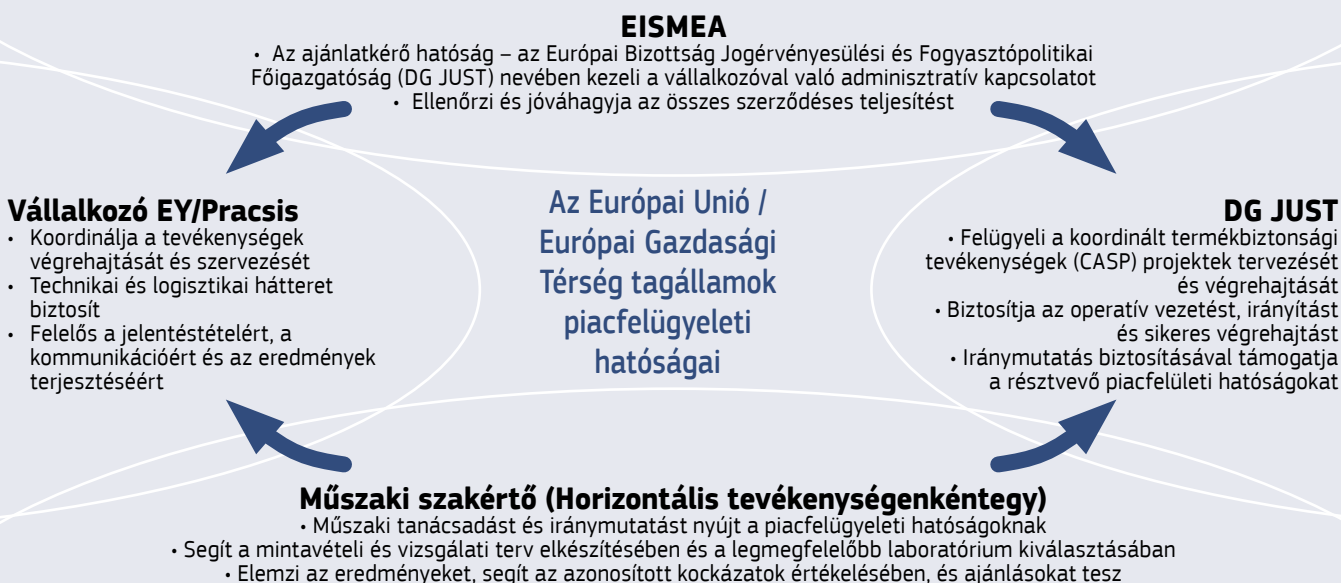 EISMEA
• Az ajánlatkérő hatóság – az Európai Bizottság Jogérvényesülési és Fogyasztópolitikai
Főigazgatóság (DG JUST) nevében kezeli a vállalkozóval való adminisztratív kapcsolatot
• Ellenőrzi és jóváhagyja az összes szerződéses teljesítést
Vállalkozó EY/Pracsis
• Koordinálja a tevékenységek
végrehajtását és szervezését
• Technikai és logisztikai hátteret
biztosít
• Felelős a jelentéstételért, a
kommunikációért és az eredmények
terjesztéséért
Az Európai Unió /
Európai Gazdasági
Térség tagállamok
piacfelügyeleti
hatóságai
DG JUST
• Felügyeli a koordinált termékbiztonsági
tevékenységek (CASP) projektek tervezését
és végrehajtását
• Biztosítja az operatív vezetést, irányítást
és sikeres végrehajtást
• Iránymutatás biztosításával támogatja
a résztvevő piacfelületi hatóságokat
Műszaki szakértő (Horizontális tevékenységenkéntegy)
• Műszaki tanácsadást és iránymutatást nyújt a piacfelügyeleti hatóságoknak
• Segít a mintavételi és vizsgálati terv elkészítésében és a legmegfelelőbb laboratórium kiválasztásában
• Elemzi az eredményeket, segít az azonosított kockázatok értékelésében, és ajánlásokat tesz